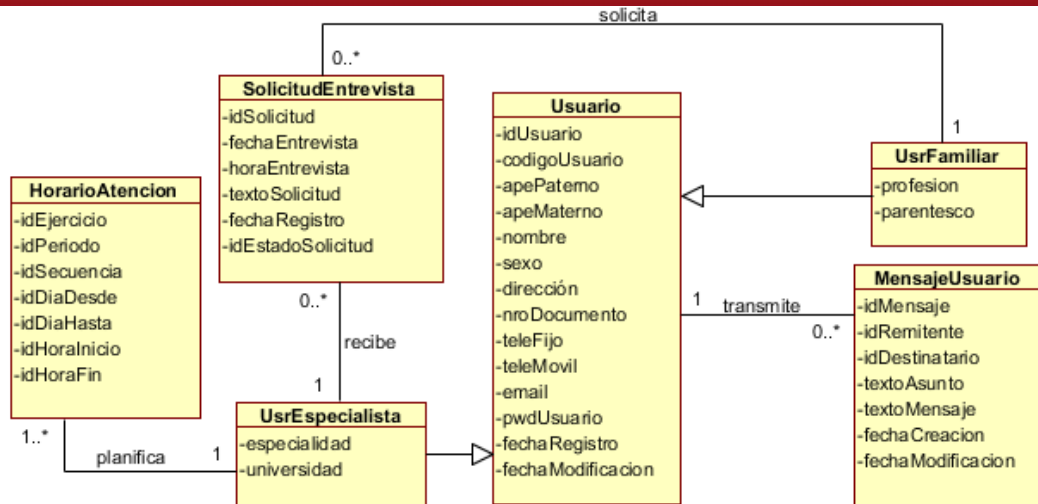 solicita
0..*
1
SolicitudEntrevista
-idSolicitud
-fechaEntrevista
-horaEntrevista
-textoSolicitud
-fechaRegistro
-idEstadoSolicitud
Usuario
-idUsuario
-codigoUsuario
-apePaterno
-apeMaterno
-nombre
-sexo
-dirección
-nroDocumento
-teleFijo
-teleMovil
-email
-pwdUsuario
-fechaRegistro
-fechaModificacion
UsrFamiliar
-profesion
-parentesco
HorarioAtencion
-idEjercicio
-idPeriodo
-idSecuencia
-idDiaDesde
-idDiaHasta
-idHoraInicio
-idHoraFin
MensajeUsuario
-idMensaje
-idRemitente
-idDestinatario
-textoAsunto
-textoMensaje
-fechaCreacion
-fechaModificacion
1
transmite
0..*
0..*
recibe
1
UsrEspecialista
-especialidad
-universidad
1..*
planifica
1